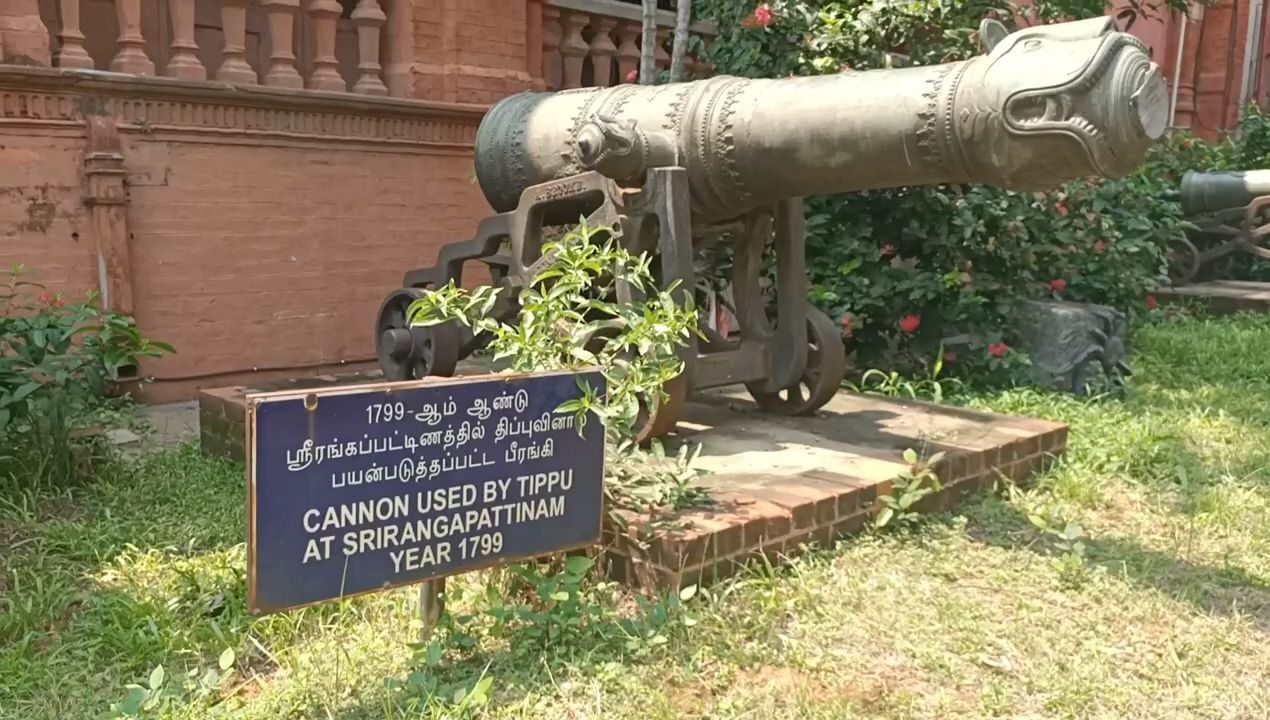 1799-ஆம் ஆண்டு
ஸ்ரீரங்கப்பட்டிணத்தில் திப்புவினா
பயன்படுத்தப்பட்ட பீரங்கி
CANNON USED BY TIPPU
AT SRIRANGAPATTINAM
YEAR 1799